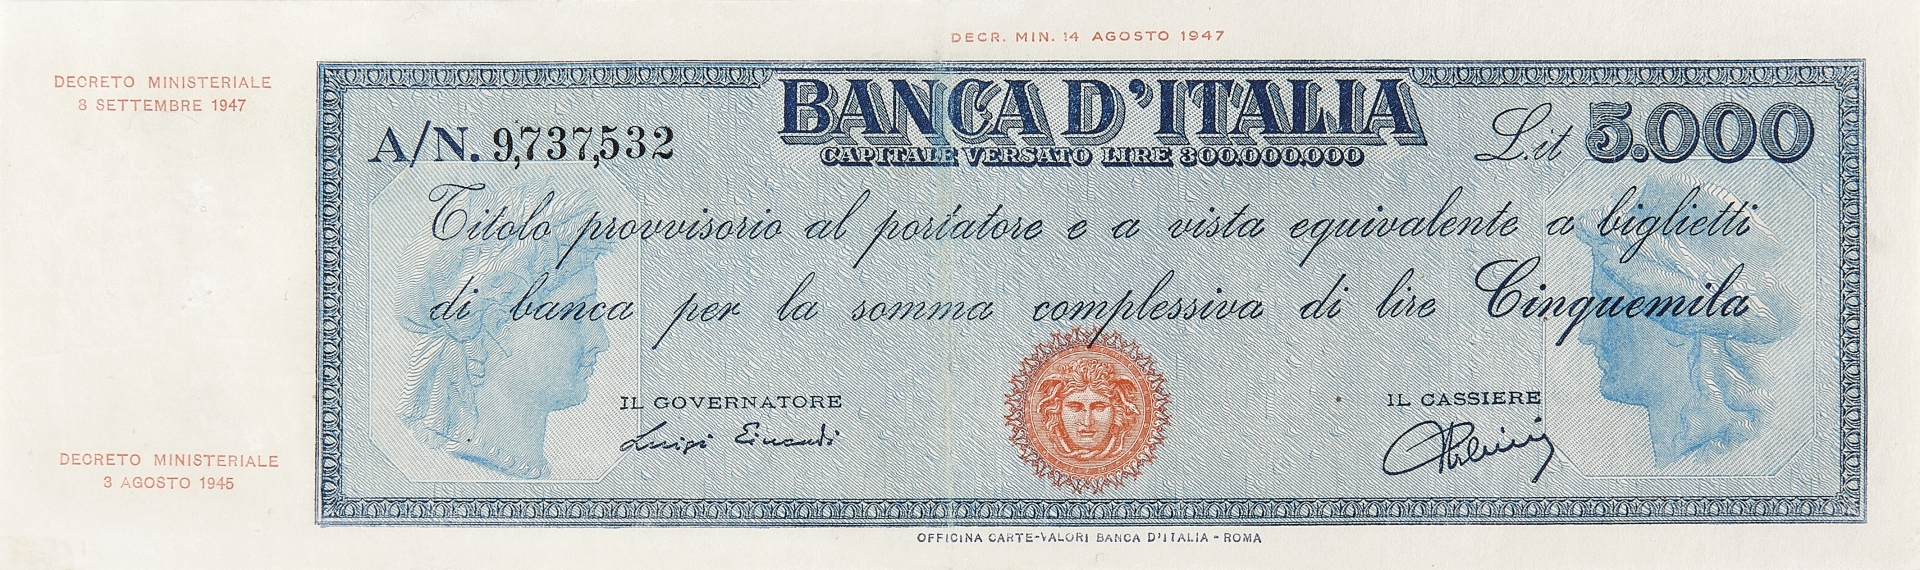 DECR. MIN. 14 AGOSTO 1947
DECRETO MINISTERIALE
8 SETTEMBRE 1947
BANCA D'ITALIA
CAPITALE VERSATO LIRE 300.000.000
A/N. 9,737,532
L.it 5.000
Titolo provvisorio al portatore e a vista equivalente a biglietti
di banca per la somma complessiva di lire Cinquemila
IL GOVERNATORE
Luigi Einaudi
IL CASSIERE
DECRETO MINISTERIALE
3 AGOSTO 1945
OFFICINA CARTE-VALORI BANCA D'ITALIA - ROMA